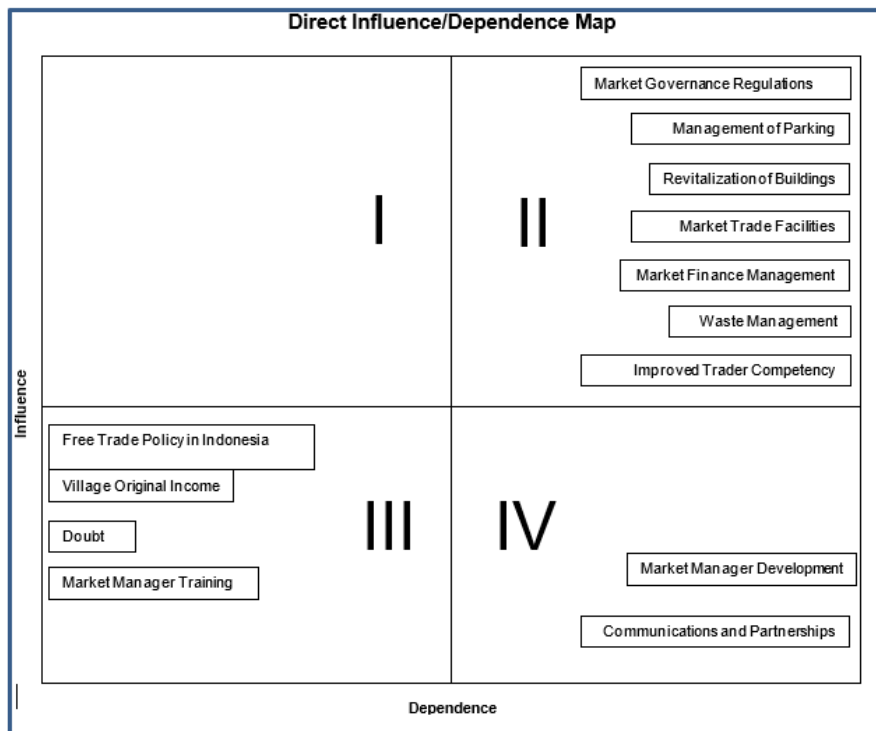 Direct Influence/Dependence Map
Market Governance Regulations
Management of Parking
Revitalization of Buildings
I
II
Market Trade Facilities
Market Finance Management
Waste Management
Improved Trader Competency
Influence
Free Trade Policy in Indonesia
Village Original Income
III
IV
Doubt
Market Manager Development
Market Manager Training
Communications and Partnerships
Dependence